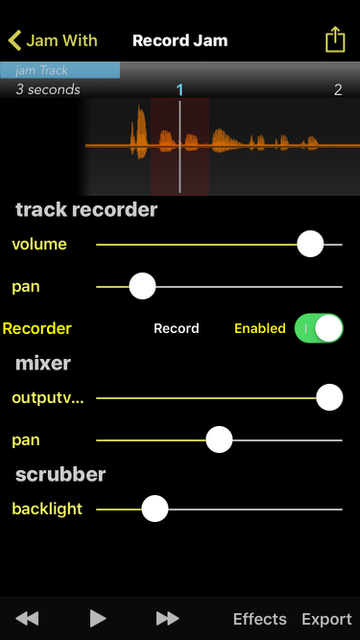 Jam With
Record Jam
jam Track
3 seconds
1
2
track recorder
volume
pan
Recorder
Record
Enabled
mixer
outputv...
pan
scrubber
backlight
Effects
Export